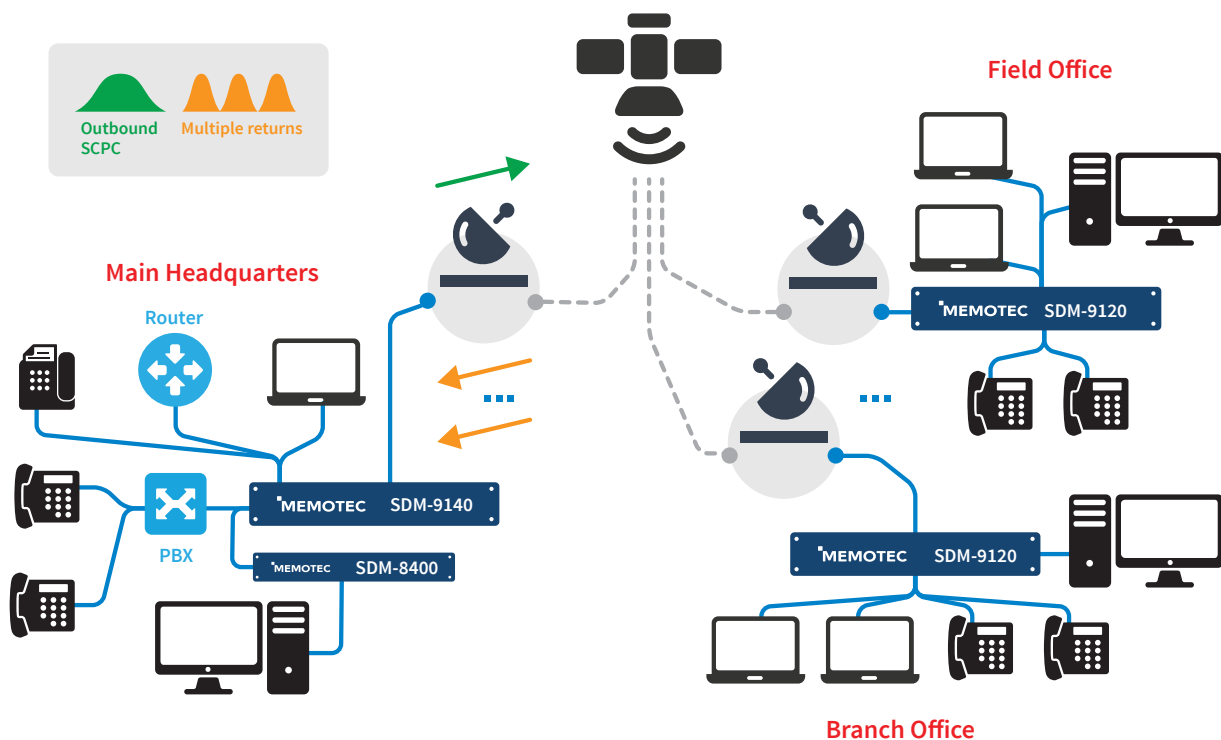 Outbound
SCPC
Multiple returns
Field Office
Main Headquarters
Router
MEMOTEC SDM-9120
MEMOTEC SDM-9140
PBX
MEMOTEC SDM-8400
MEMOTEC SDM-9120
Branch Office